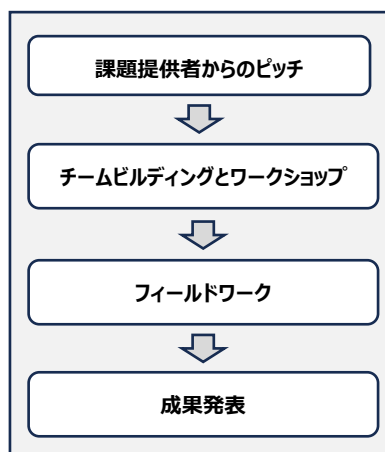 課題提供者からのピッチ
チームビルディングとワークショップ
フィールドワーク
成果発表